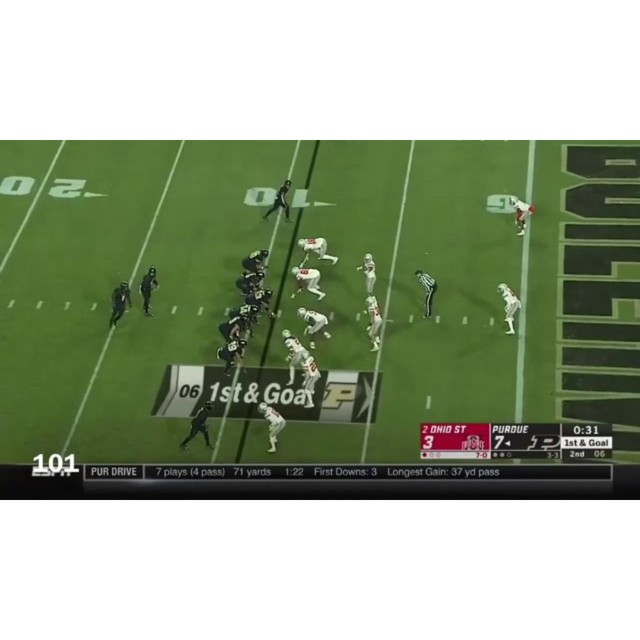 20
10
G
BOILERM
06 1st & Goal P
2 OHIO ST
3
7-0
PURDUE
7
3-3
0:31
1st & Goal
2nd 06
101
ESPN
PUR DRIVE 7 plays (4 pass) 71 yards 1:22 First Downs: 3 Longest Gain: 37 yd pass